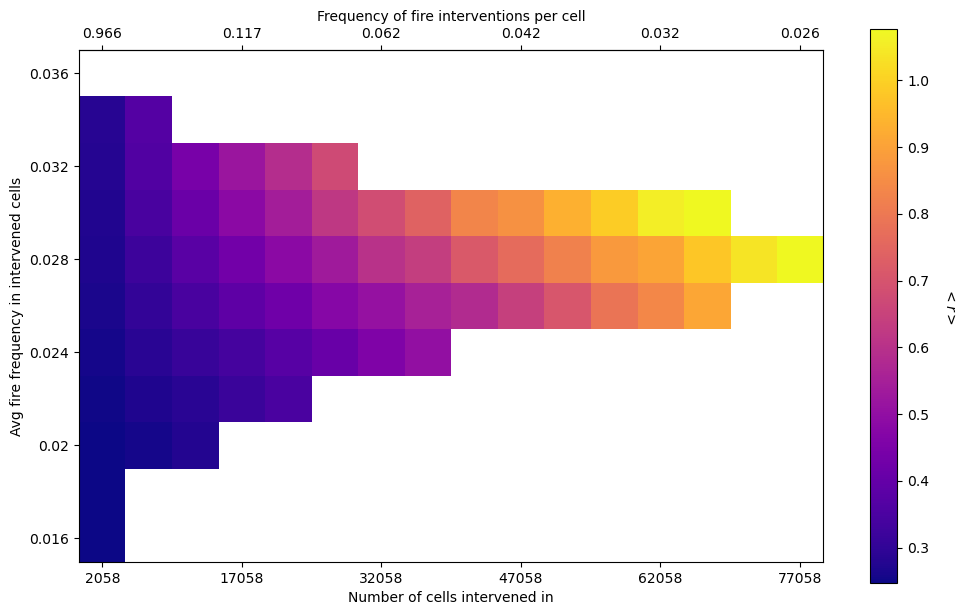 Frequency of fire interventions per cell
0.966 0.117 0.062 0.042 0.032 0.026
0.036
0.032
0.028
0.024
0.02
0.016
Avg fire frequency in intervened cells
2058 17058 32058 47058 62058 77058
Number of cells intervened in
1.0
0.9
0.8
0.7
0.6
0.5
0.4
0.3
<r>